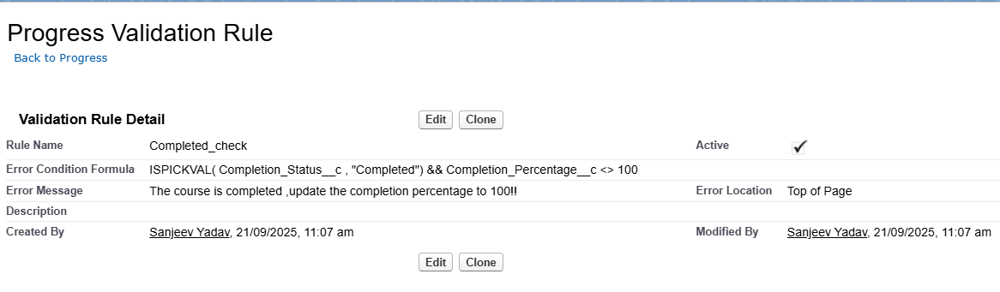 Progress Validation Rule
Back to Progress
Validation Rule Detail Edit Clone
Rule Name Completed_check Active
Error Condition Formula ISPICKVAL( Completion_Status__c , "Completed") && Completion_Percentage__c <> 100
Error Message The course is completed ,update the completion percentage to 100!! Error Location Top of Page
Description
Created By Sanjeev Yadav, 21/09/2025, 11:07 am Modified By Sanjeev Yadav, 21/09/2025, 11:07 am
Edit Clone